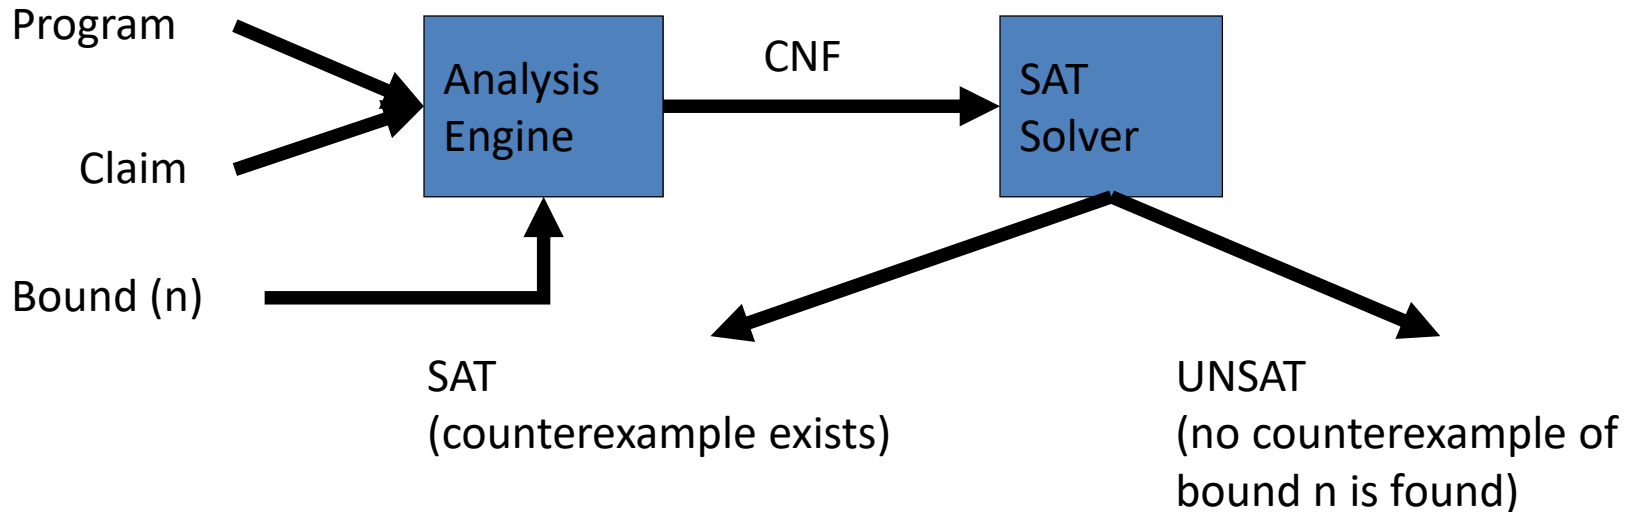 Program
Claim
Bound (n)
Analysis
Engine
CNF
SAT
Solver
SAT
(counterexample exists)
UNSAT
(no counterexample of
bound n is found)